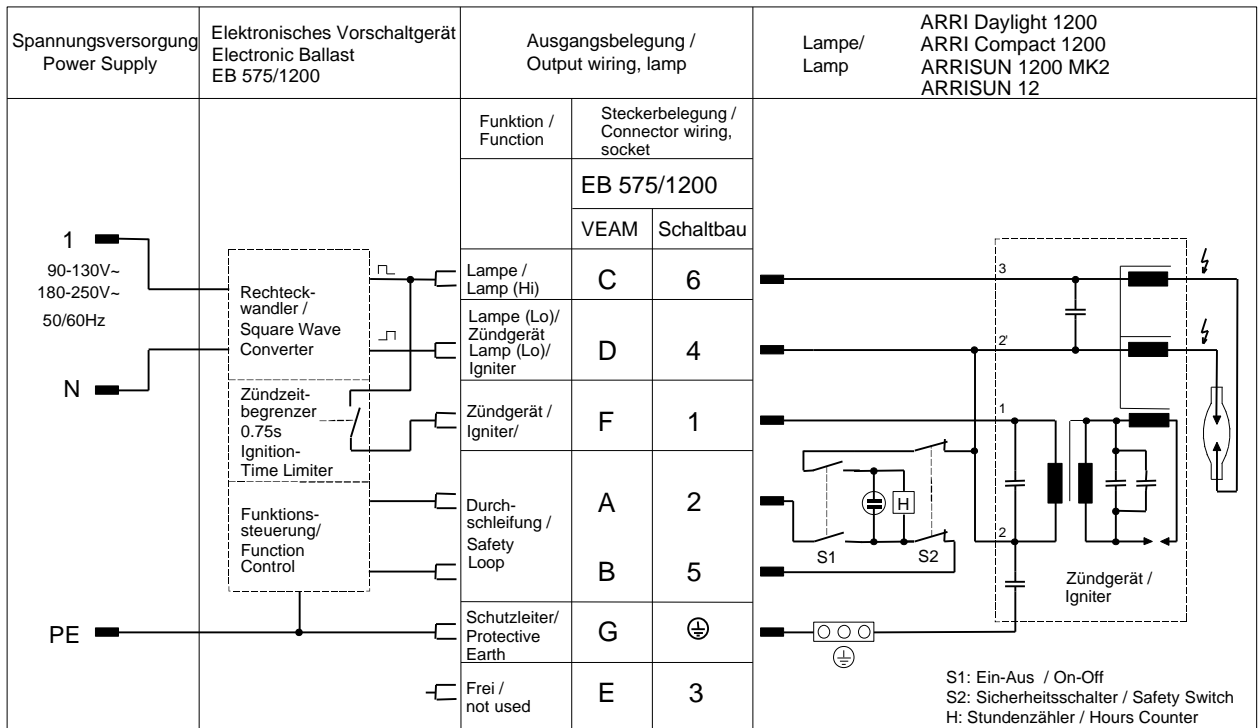 Spannungsversorgung
Power Supply
Elektronisches Vorschaltgerät
Electronic Ballast
EB 575/1200
Ausgangsbelegung /
Output wiring, lamp
Lampe/
Lamp
ARRI Daylight 1200
ARRI Compact 1200
ARRISUN 1200 MK2
ARRISUN 12
Funktion /
Function
Steckerbelegung /
Connector wiring,
socket
EB 575/1200
VEAM
Schaltbau
1
90-130V~
180-250V~
50/60Hz
N
PE
Rechteck-
wandler /
Square Wave
Converter
Zündzeit-
begrenzer
0.75s
Ignition-
Time Limiter
Funktions-
steuerung/
Function
Control
Lampe /
Lamp (Hi)
C
6
Lampe (Lo)/
Zündgerät
Lamp (Lo)/
Igniter
D
4
Zündgerät /
Igniter/
F
1
Durch-
schleifung /
Safety
Loop
A
2
B
5
Schutzleiter/
Protective
Earth
G
Frei /
not used
E
3
3
2'
1
2
H
S1
S2
Zündgerät /
Igniter
S1: Ein-Aus / On-Off
S2: Sicherheitsschalter / Safety Switch
H: Stundenzähler / Hours Counter